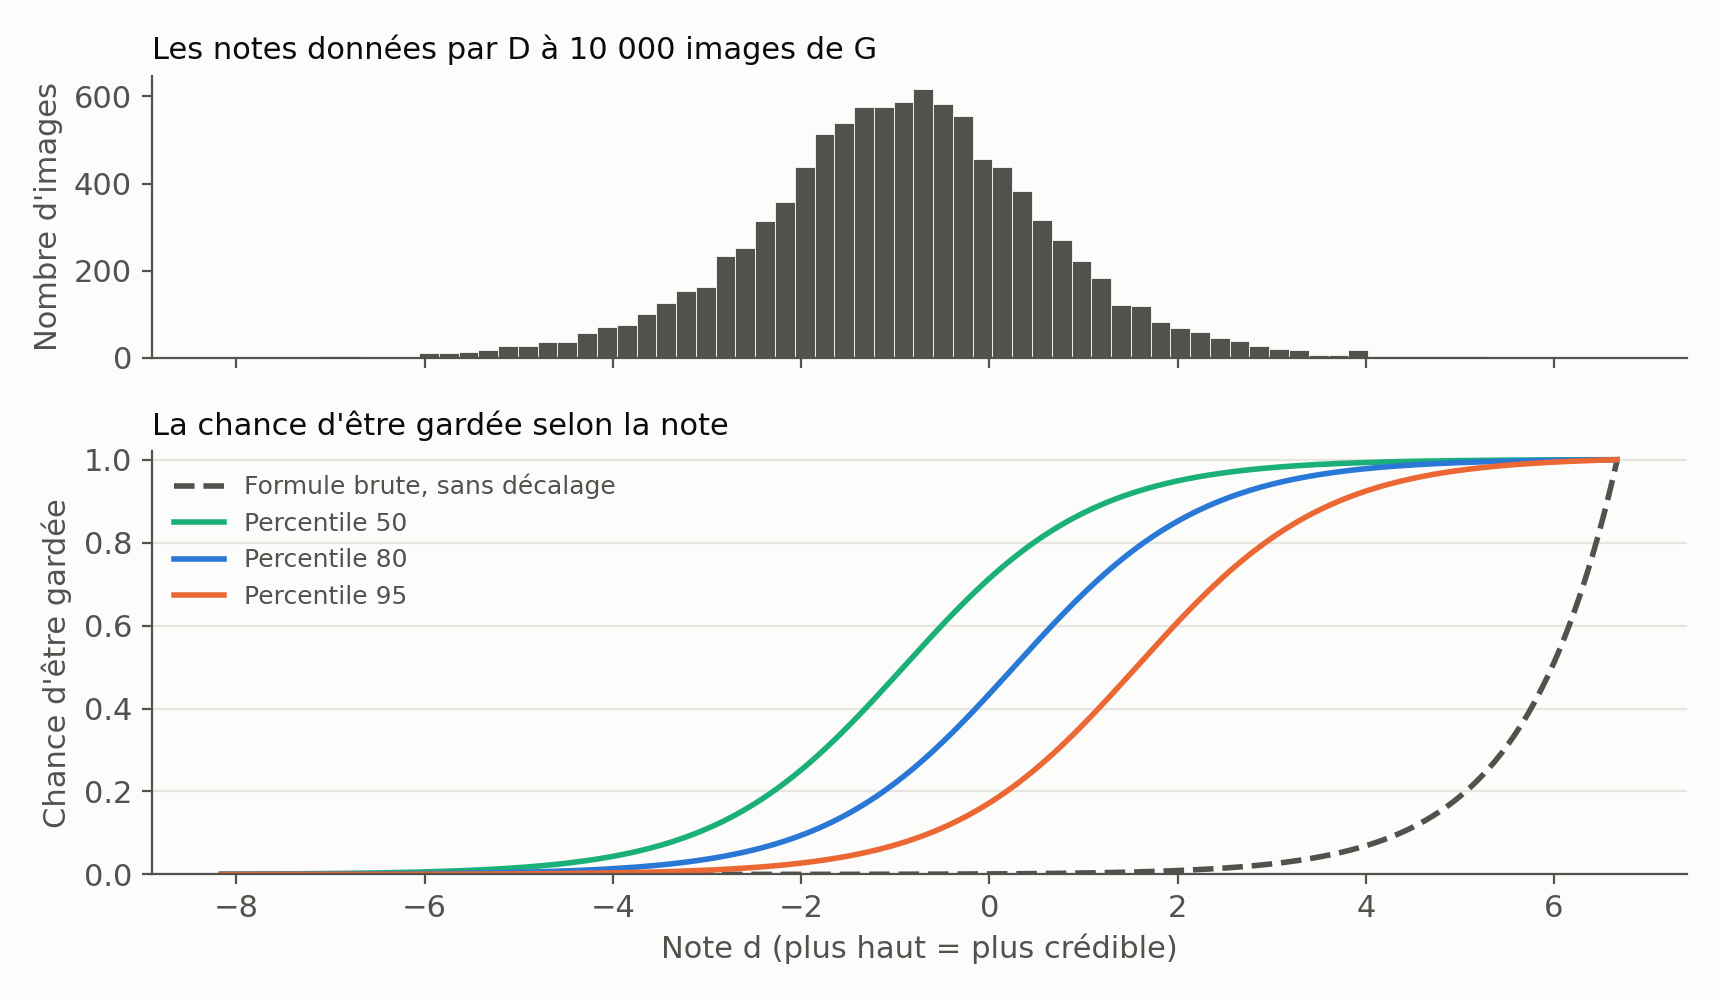 Les notes données par D à 10 000 images de G
Nombre d'images
600
400
200
0
La chance d'être gardée selon la note
Chance d'être gardée
1.0
0.8
0.6
0.4
0.2
0.0
Formule brute, sans décalage
Percentile 50
Percentile 80
Percentile 95
−8 −6 −4 −2 0 2 4 6
Note d (plus haut = plus crédible)